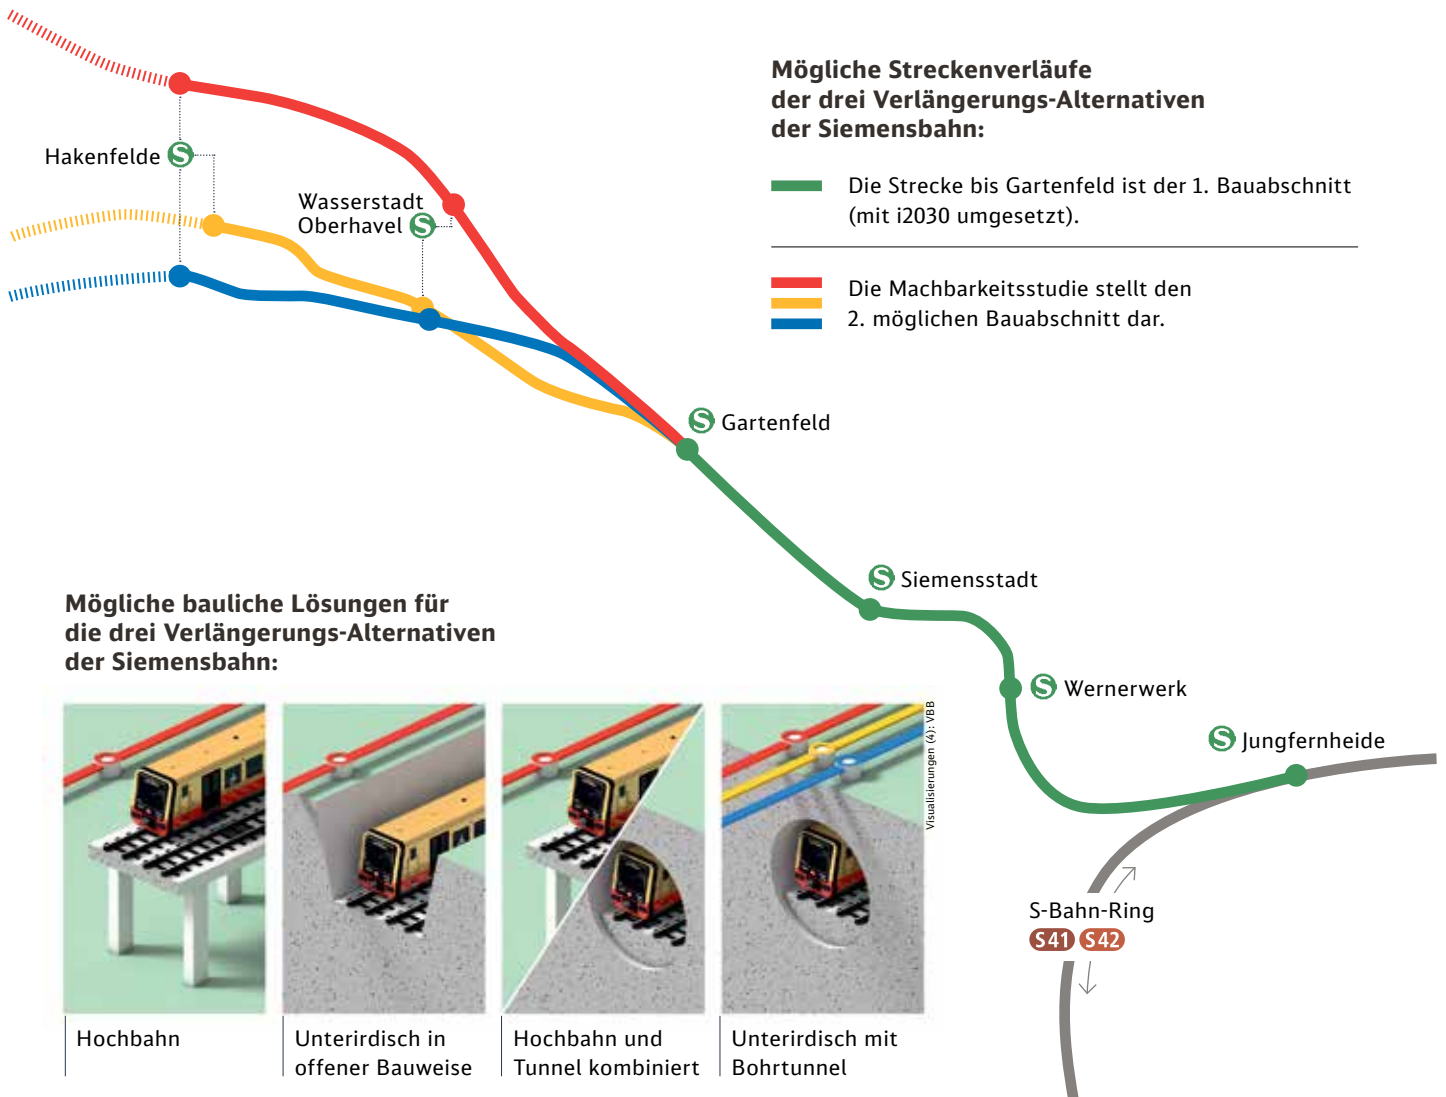 Mögliche Streckenverläufe
der drei Verlängerungs-Alternativen
der Siemensbahn:
Die Strecke bis Gartenfeld ist der 1. Bauabschnitt
(mit i2030 umgesetzt).
Die Machbarkeitsstudie stellt den
2. möglichen Bauabschnitt dar.
Hakenfelde S
Wasserstadt
Oberhavel S
S Gartenfeld
S Siemensstadt
S Wernerwerk
S Jungfernheide
S-Bahn-Ring
S41 S42
Mögliche bauliche Lösungen für
die drei Verlängerungs-Alternativen
der Siemensbahn:
Visualisierungen (4): VBB
Hochbahn
Unterirdisch in
offener Bauweise
Hochbahn und
Tunnel kombiniert
Unterirdisch mit
Bohrtunnel